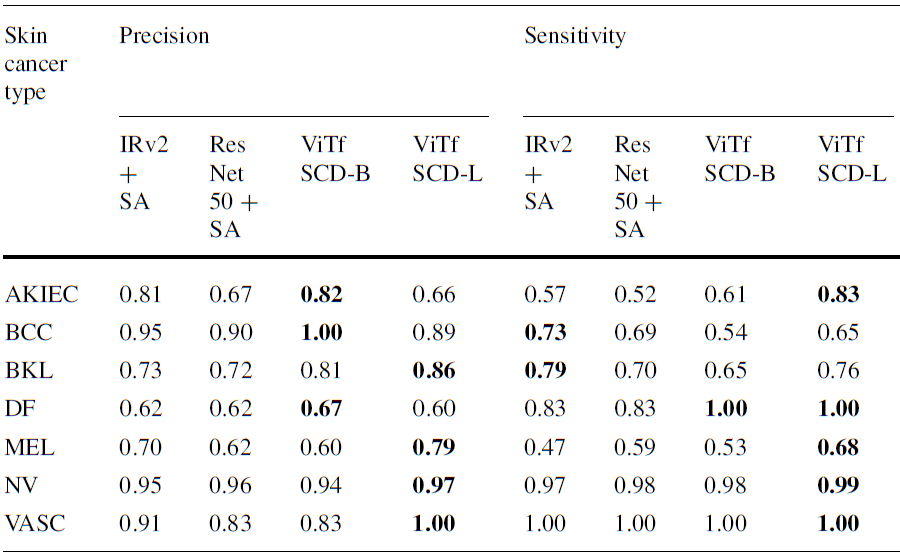 Skin cancer type Precision Sensitivity
IRv2 + SA Res Net 50 + SA ViTf SCD-B ViTf SCD-L IRv2 + SA Res Net 50 + SA ViTf SCD-B ViTf SCD-L
AKIEC 0.81 0.67 0.82 0.66 0.57 0.52 0.61 0.83
BCC 0.95 0.90 1.00 0.89 0.73 0.69 0.54 0.65
BKL 0.73 0.72 0.81 0.86 0.79 0.70 0.65 0.76
DF 0.62 0.62 0.67 0.60 0.83 0.83 1.00 1.00
MEL 0.70 0.62 0.60 0.79 0.47 0.59 0.53 0.68
NV 0.95 0.96 0.94 0.97 0.97 0.98 0.98 0.99
VASC 0.91 0.83 0.83 1.00 1.00 1.00 1.00 1.00